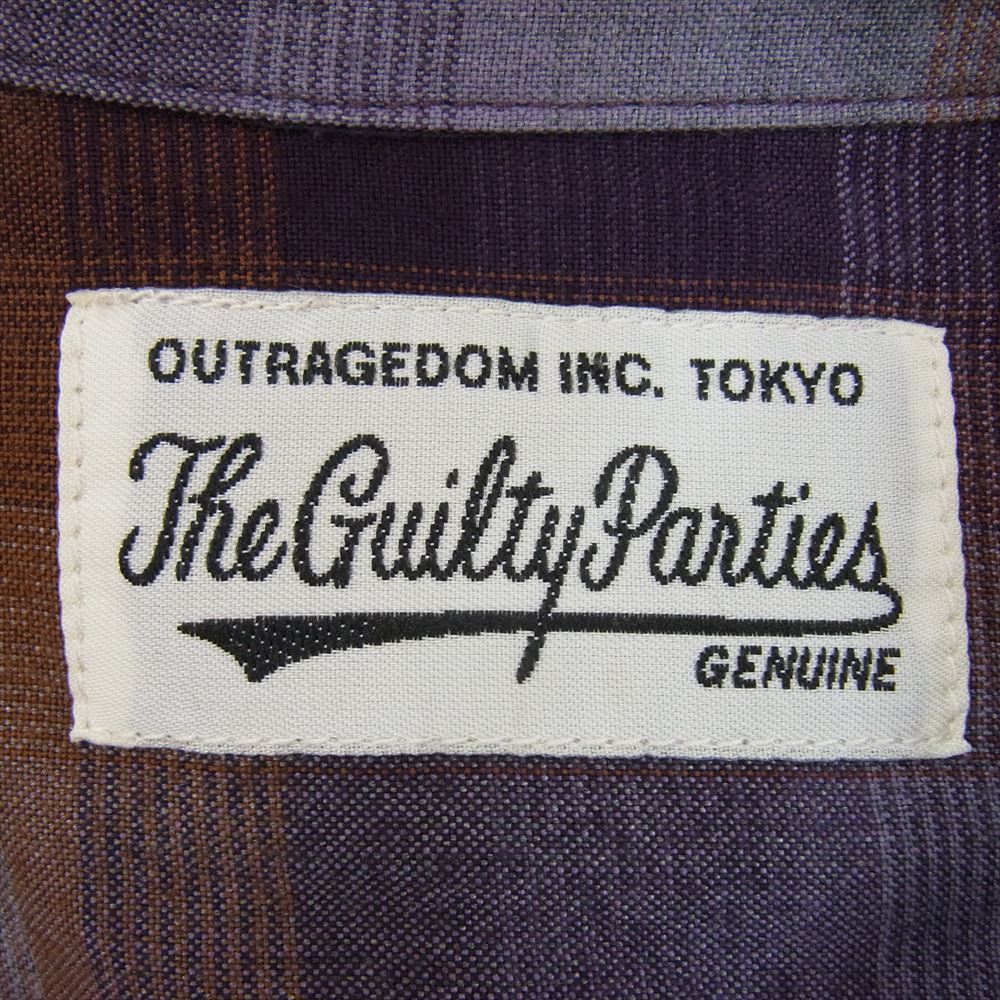 OUTRAGEDOM INC. TOKYO
The Guilty Parties
GENUINE